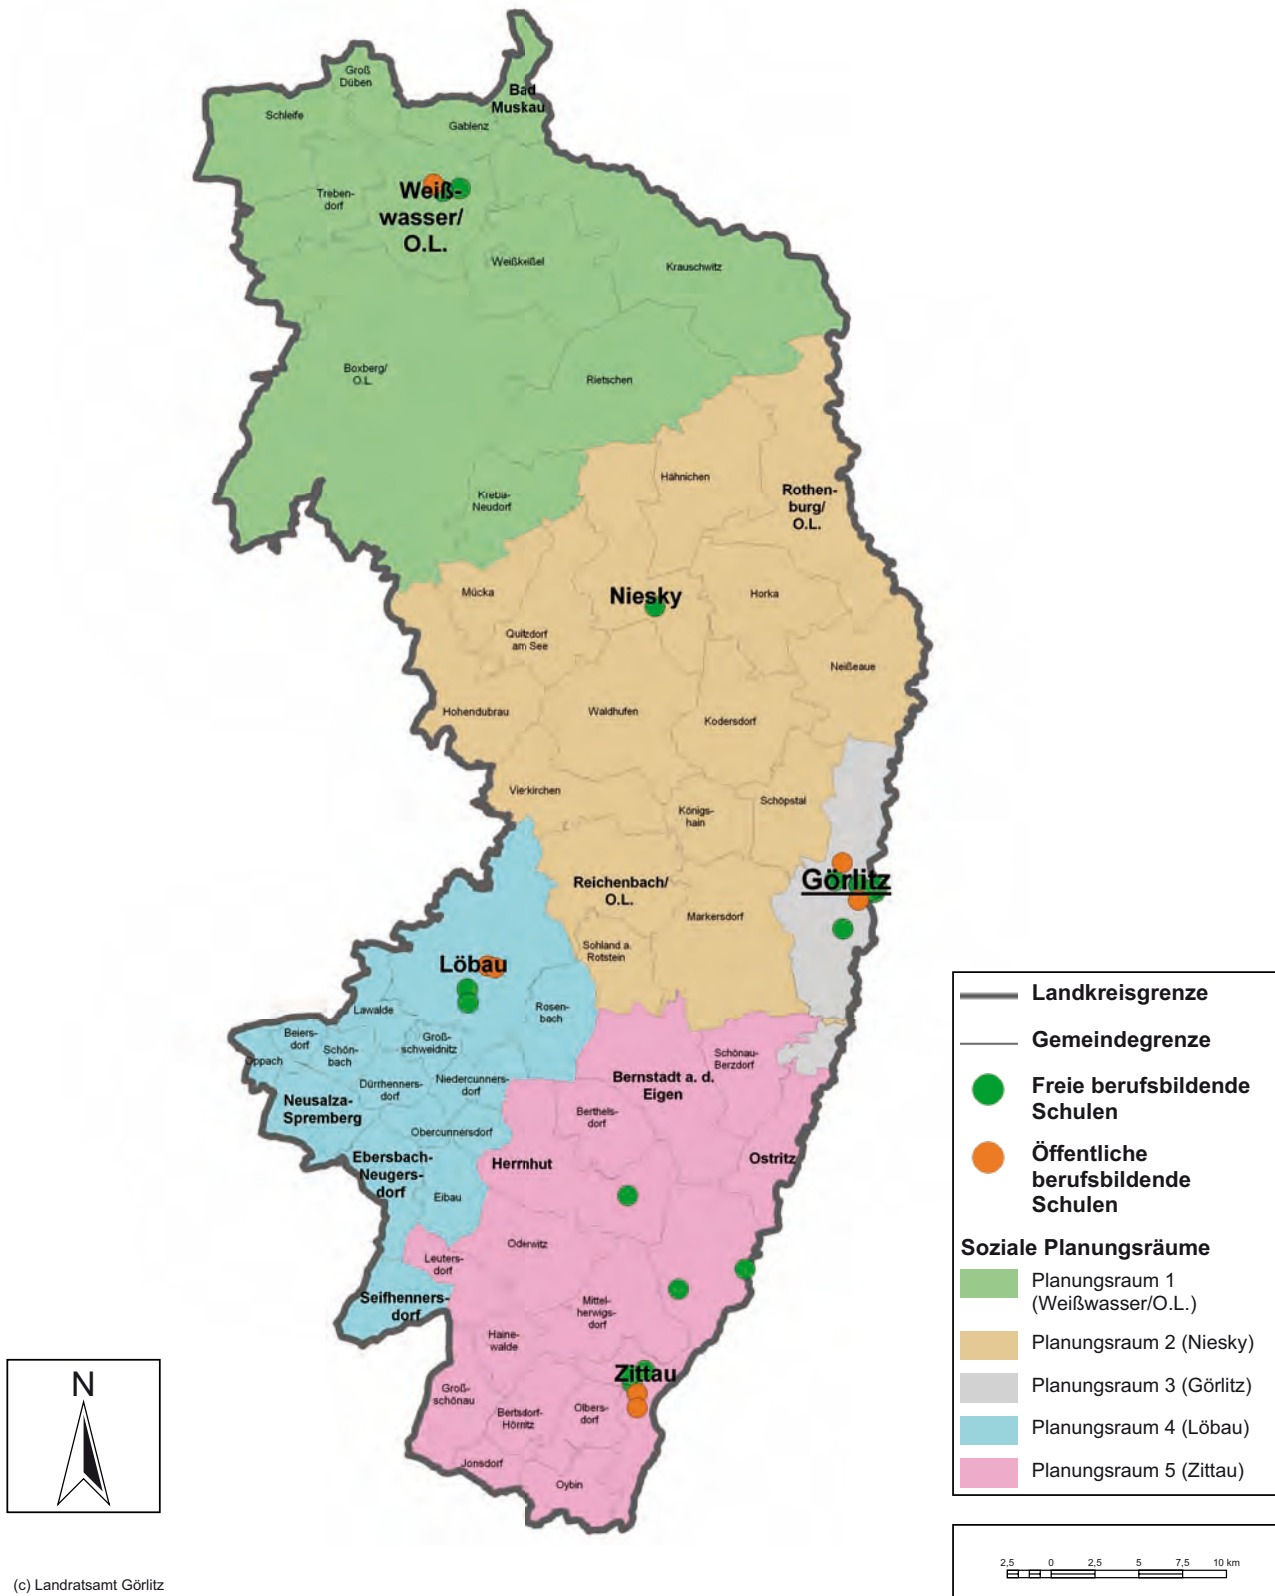 Groß
Düben
Bad
Muskau
Schleife
Gablenz
Weiß-
wasser/
O.L.
Treben-
dorf
Weißkeißel
Krauschwitz
Boxberg/
O.L.
Rietschen
Hähnichen
Kreba-
Neudorf
Rothen-
burg/
O.L.
Mücka
Niesky
Horka
Quitzdorf
am See
Neißeaue
Hohendubrau
Waldhufen
Kodersdorf
Vierkirchen
Königs-
hain
Schöpstal
Reichenbach/
O.L.
Görlitz
Markersdorf
Sohland a.
Rotstein
Löbau
Lawalde
Rosen-
bach
Beiers-
dorf
Oppach
Schön-
bach
Groß-
schweidnitz
Schönau-
Berzdorf
Dürrhenners-
dorf
Niedercunners-
dorf
Bernstadt a. d.
Eigen
Neusalza-
Spremberg
Berthels-
dorf
Obercunnersdorf
Ebersbach-
Neugers-
dorf
Herrnhut
Ostritz
Eibau
Oderwitz
Leuters-
dorf
Seifhenners-
dorf
Mittel-
herwigs-
dorf
Haine-
walde
Zittau
Groß-
schönau
Bertsdorf-
Hörnitz
Olbers-
dorf
Jonsdorf
Oybin
Landkreisgrenze
Gemeindegrenze
Freie berufsbildende
Schulen
Öffentliche
berufsbildende
Schulen
Soziale Planungsräume
Planungsraum 1
(Weißwasser/O.L.)
Planungsraum 2 (Niesky)
Planungsraum 3 (Görlitz)
Planungsraum 4 (Löbau)
Planungsraum 5 (Zittau)
N
2,5 0 2,5 5 7,5 10 km
(c) Landratsamt Görlitz